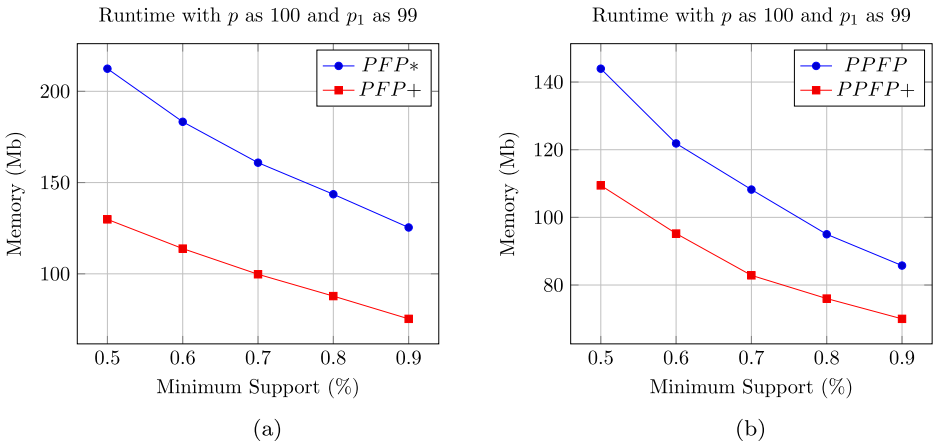 Runtime with p as 100 and p₁ as 99
PFP*
PFP+
200
150
100
Memory (Mb)
0.5 0.6 0.7 0.8 0.9
Minimum Support (%)
(a)
Runtime with p as 100 and p₁ as 99
PPFP
PPFP+
140
120
100
80
Memory (Mb)
0.5 0.6 0.7 0.8 0.9
Minimum Support (%)
(b)